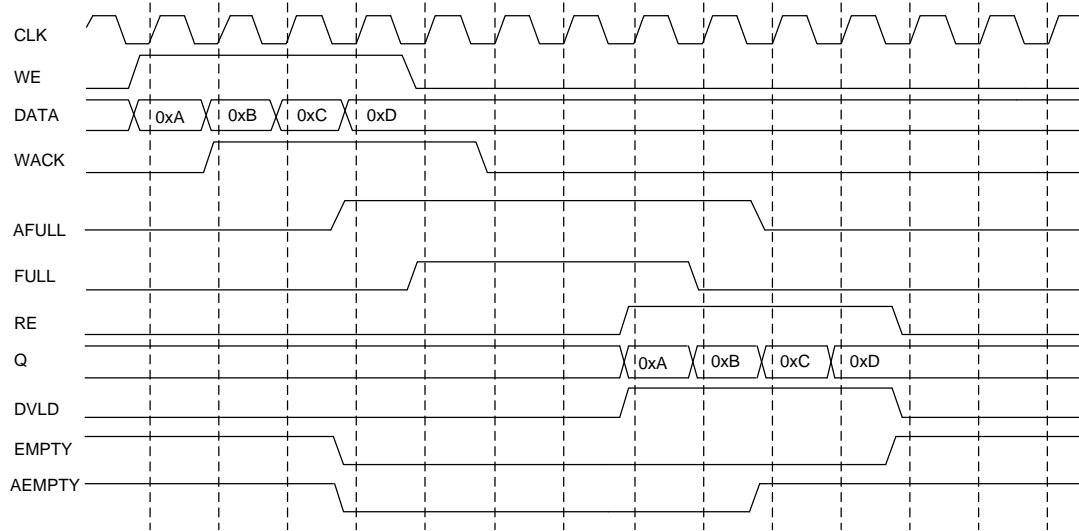 CLK
WE
DATA 0xA 0xB 0xC 0xD
WACK
AFULL
FULL
RE
Q 0xA 0xB 0xC 0xD
DVLD
EMPTY
AEMPTY